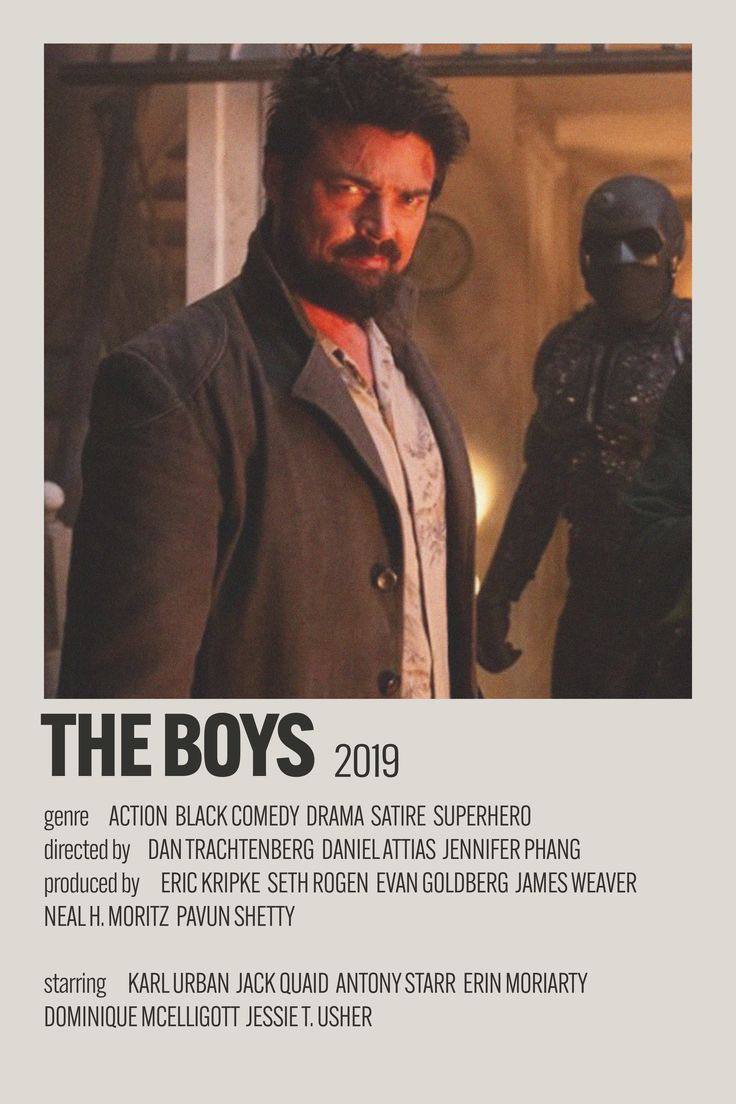 THE BOYS 2019
genre ACTION BLACK COMEDY DRAMA SATIRE SUPERHERO
directed by DAN TRACHTENBERG DANIEL ATTIAS JENNIFER PHANG
produced by ERIC KRIPKE SETH ROGEN EVAN GOLDBERG JAMES WEAVER
NEAL H. MORITZ PAVUN SHETTY
starring KARL URBAN JACK QUAID ANTONY STARR ERIN MORIARTY
DOMINIQUE MCELLIGOTT JESSIE T. USHER